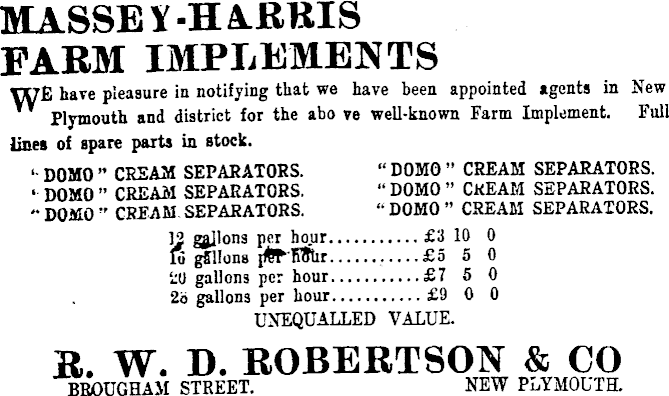 MASSEY-HARRIS
FARM IMPLEMENTS
WE have pleasure in notifying that we have been appointed agents in New
Plymouth and district for the abo ve well-known Farm Implement. Full
lines of spare parts in stock.
"DOMO" CREAM SEPARATORS. "DOMO" CREAM SEPARATORS.
"DOMO" CREAM SEPARATORS. "DOMO" CREAM SEPARATORS.
"DOMO" CREAM SEPARATORS. "DOMO" CREAM SEPARATORS.
12 gallons per hour...........£3 10 0
16 gallons per hour...........£5 5 0
20 gallons per hour...........£7 5 0
gallons per hour...........£9 0 0
UNEQUALLED VALUE.
R. W. D. ROBERTSON & CO
BROUGHAM STREET. NEW PLYMOUTH.